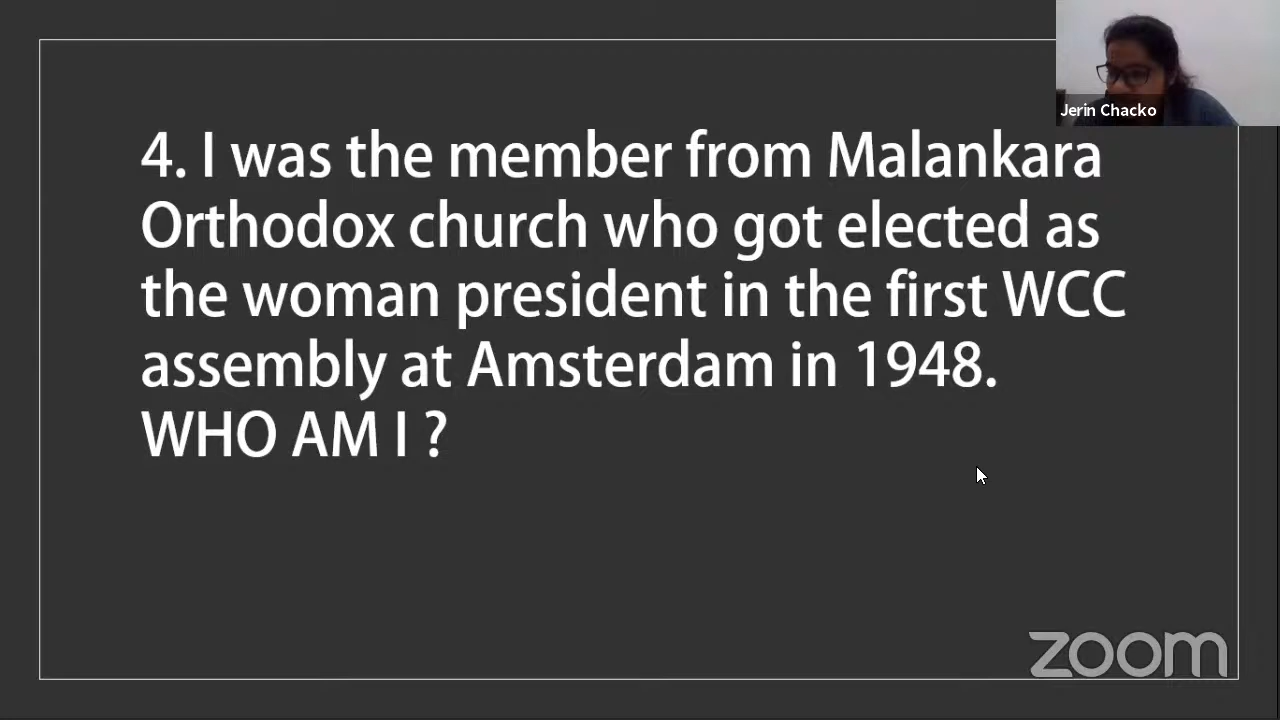 Jerin Chacko
4. I was the member from Malankara
Orthodox church who got elected as
the woman president in the first WCC
assembly at Amsterdam in 1948.
WHO AM I ?
zoom